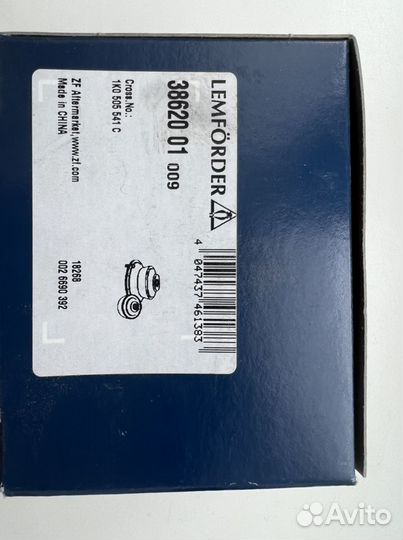 LEMFÖRDER
38620 01 009
Cross.No.:
1K0 505 541 C
ZF Aftermarket,www.zf.com
Made in CHINA
18268
002 6690 392
4 047437 461383
Avito